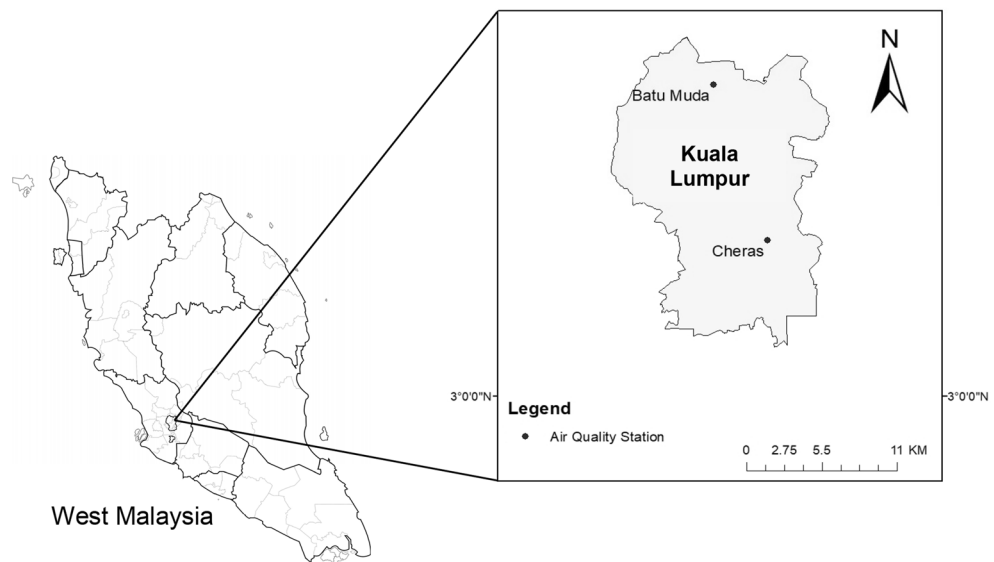 N
Batu Muda
Kuala
Lumpur
Cheras
3°0'0"N
3°0'0"N
Legend
Air Quality Station
0 2.75 5.5 11 KM
West Malaysia